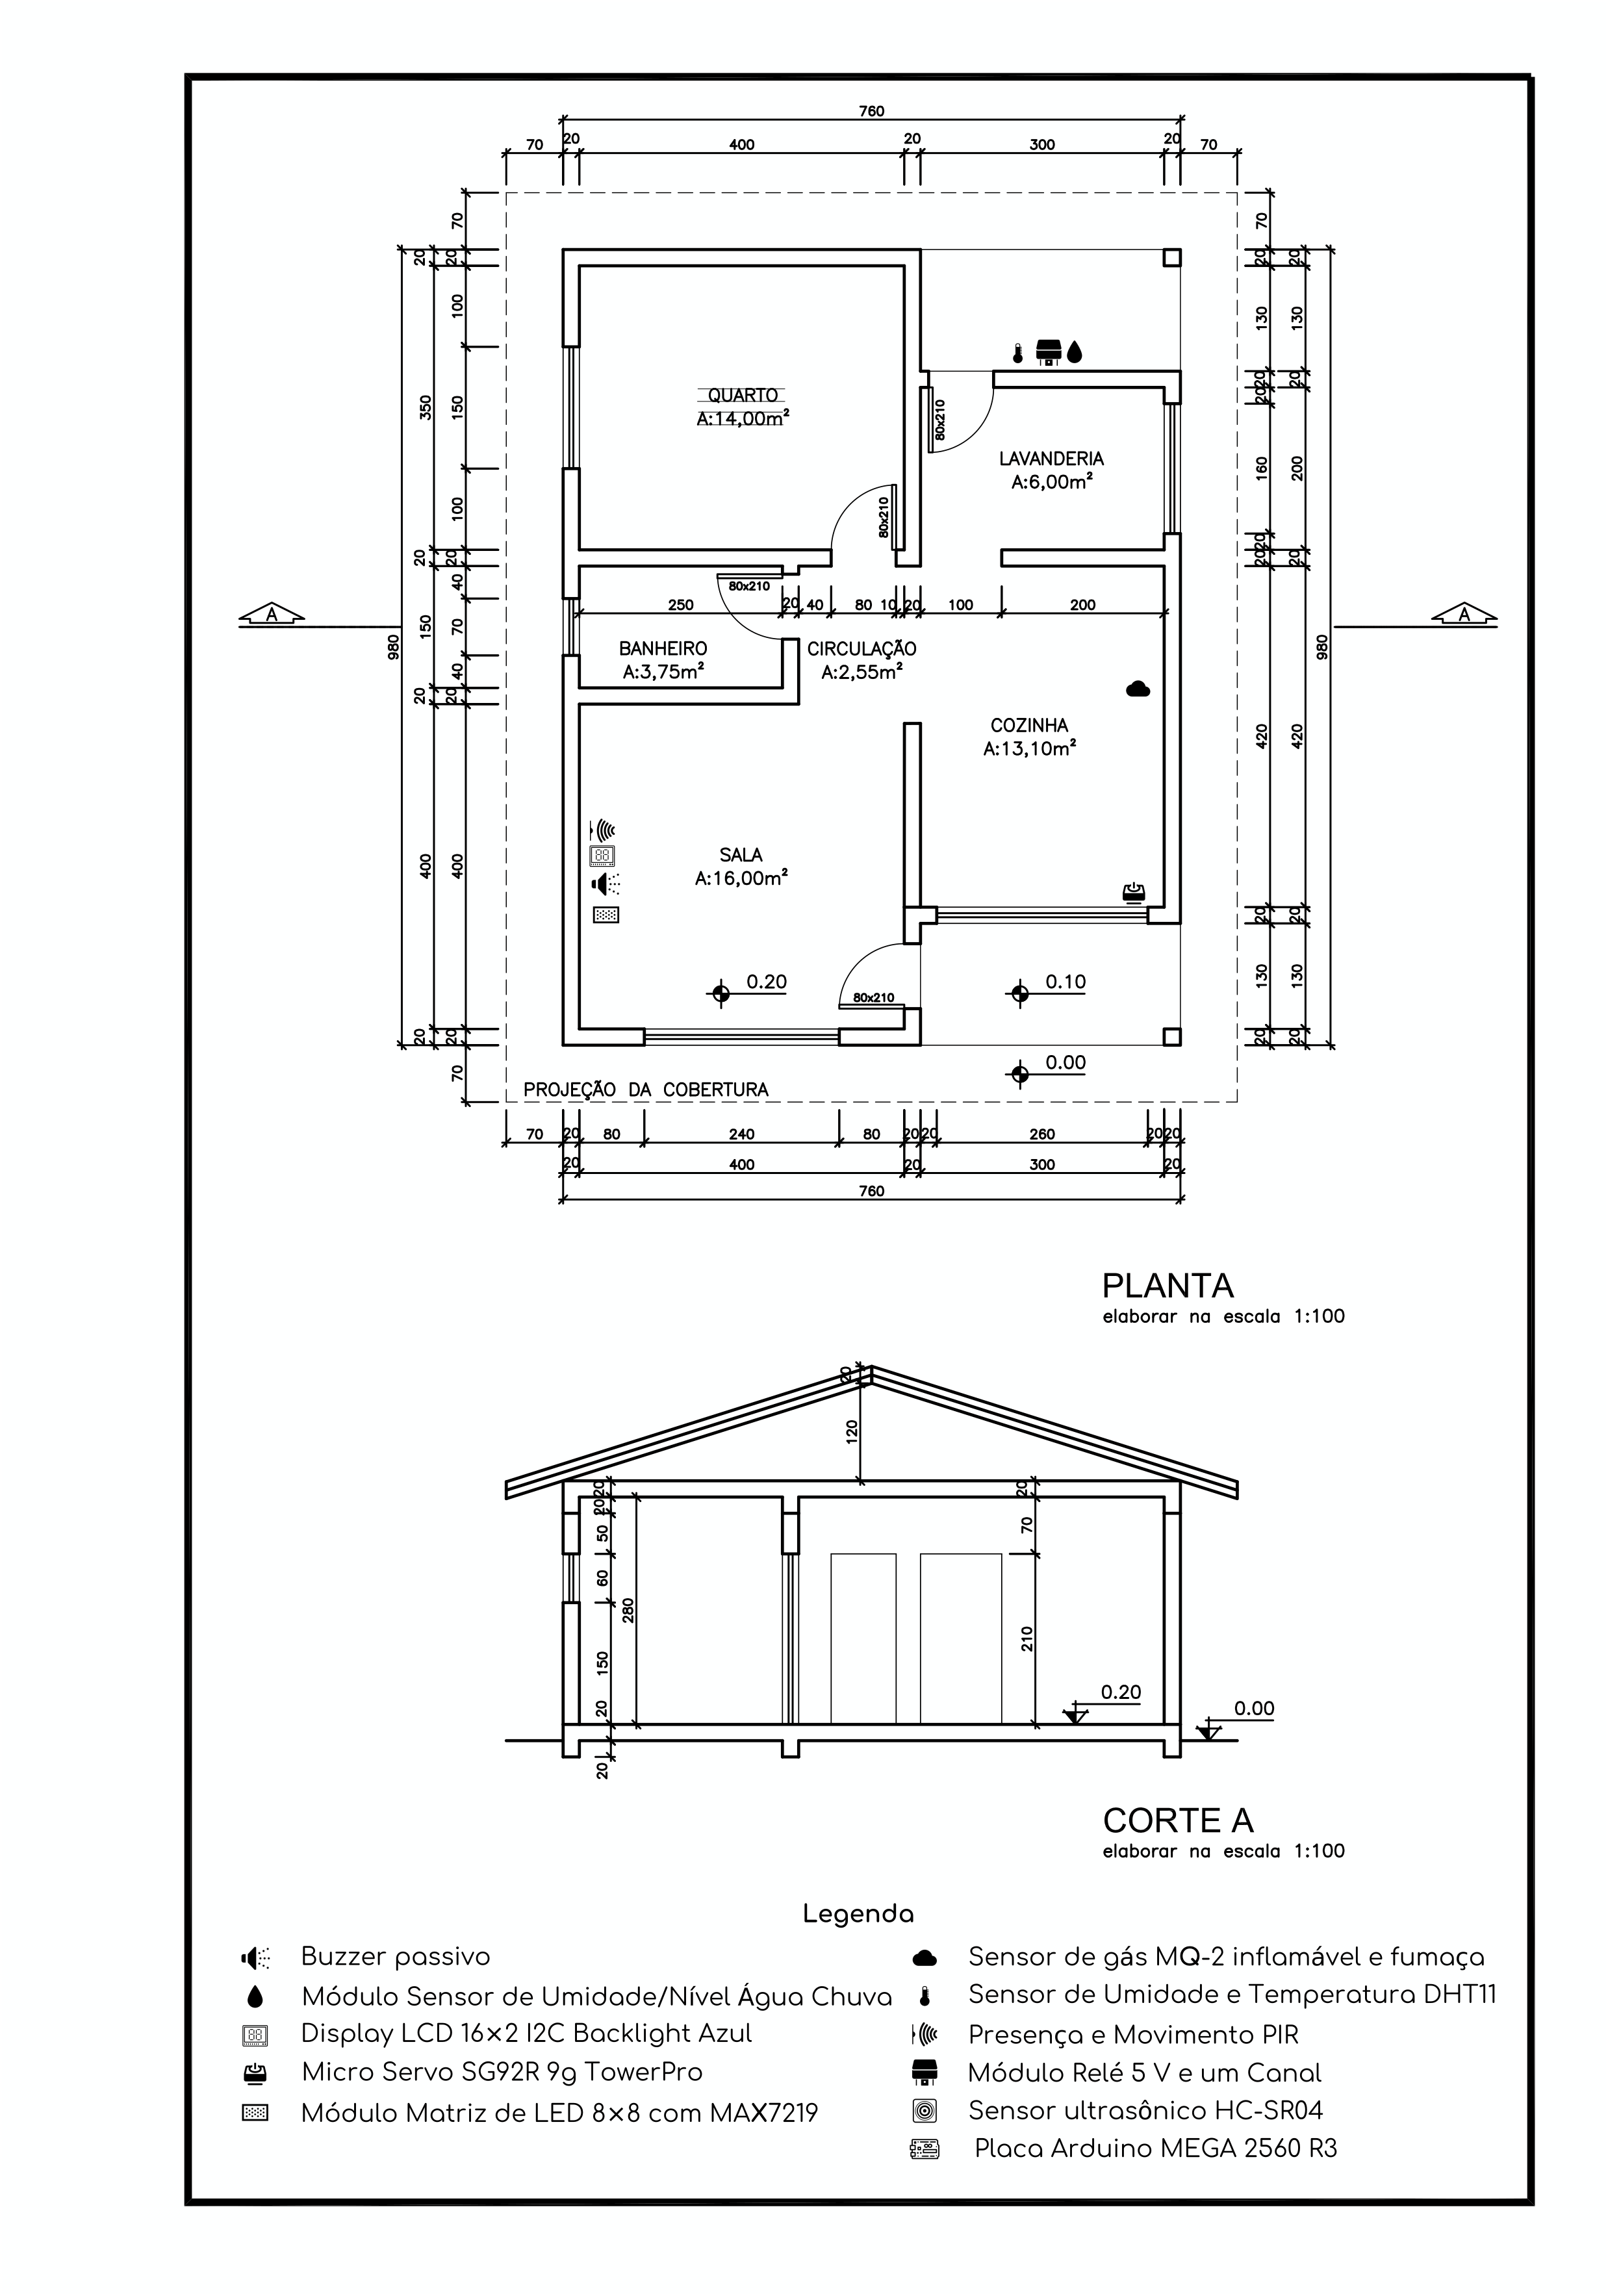 760
70 20 400 20 300 20 70
70 20 100 150 100 20 40 70 40 20 400 20 70
20 350 20 150 20 400 20
980
70 20 130 20 20 160 20 20 420 20 130 20
20 130 20 200 20 420 20 130 20
980
QUARTO
A:14,00m²
80x210
LAVANDERIA
A:6,00m²
80x210
80x210
250 20 40 80 10 20 100 200
A
A
BANHEIRO
A:3,75m²
CIRCULAÇÃO
A:2,55m²
COZINHA
A:13,10m²
SALA
A:16,00m²
0.20
80x210
0.10
0.00
PROJEÇÃO DA COBERTURA
70 20 80 240 80 20 20 260 20 20
20 400 20 300 20
760
PLANTA
elaborar na escala 1:100
20
120
20 20 50 60 150 20 20
280
20 70 210
0.20
0.00
CORTE A
elaborar na escala 1:100
Legenda
Buzzer passivo
Módulo Sensor de Umidade/Nível Água Chuva
Display LCD 16×2 I2C Backlight Azul
Micro Servo SG92R 9g TowerPro
Módulo Matriz de LED 8×8 com MAX7219
Sensor de gás MQ-2 inflamável e fumaça
Sensor de Umidade e Temperatura DHT11
Presença e Movimento PIR
Módulo Relé 5 V e um Canal
Sensor ultrasônico HC-SR04
Placa Arduino MEGA 2560 R3